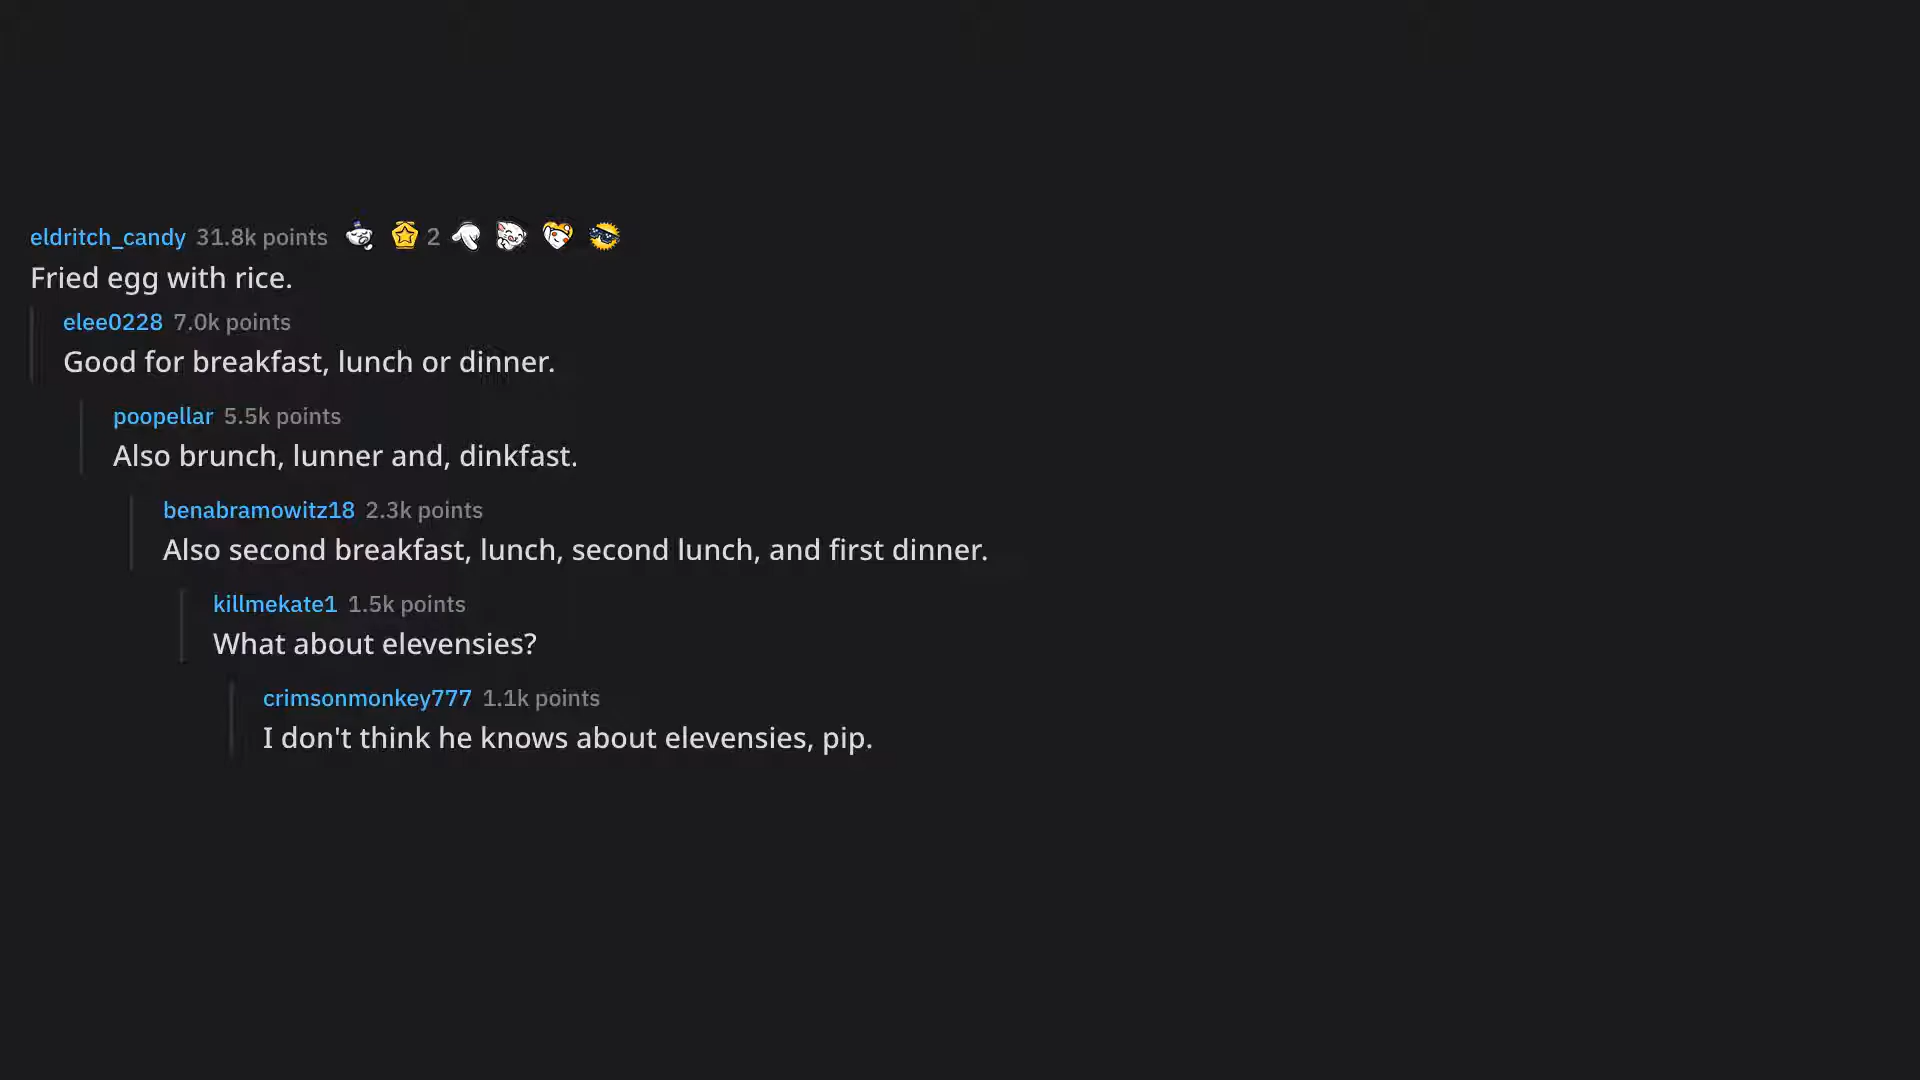 eldritch_candy 31.8k points 2
Fried egg with rice.
elee0228 7.0k points
Good for breakfast, lunch or dinner.
poopellar 5.5k points
Also brunch, lunner and, dinkfast.
benabramowitz18 2.3k points
Also second breakfast, lunch, second lunch, and first dinner.
killmekate1 1.5k points
What about elevensies?
crimsonmonkey777 1.1k points
I don't think he knows about elevensies, pip.